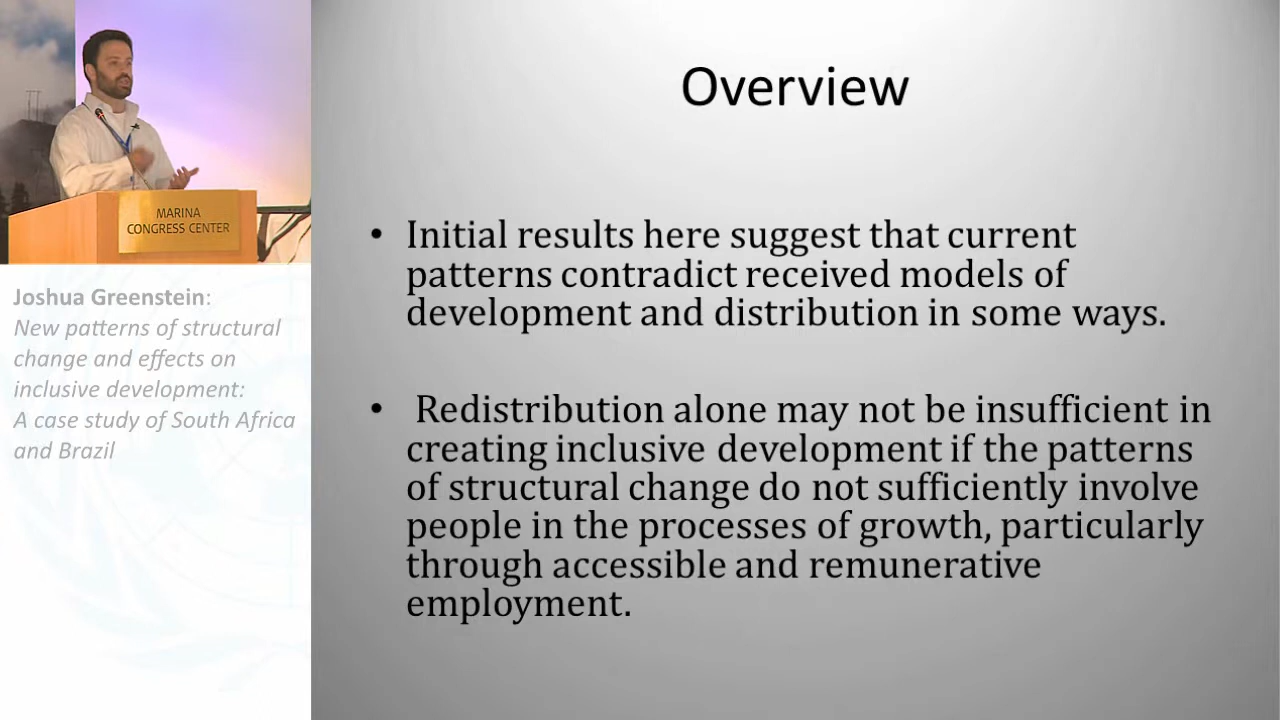 MARINA
CONGRESS CENTER
Joshua Greenstein:
New patterns of structural
change and effects on
inclusive development:
A case study of South Africa
and Brazil
Overview
• Initial results here suggest that current
patterns contradict received models of
development and distribution in some ways.
• Redistribution alone may not be insufficient in
creating inclusive development if the patterns
of structural change do not sufficiently involve
people in the processes of growth, particularly
through accessible and remunerative
employment.